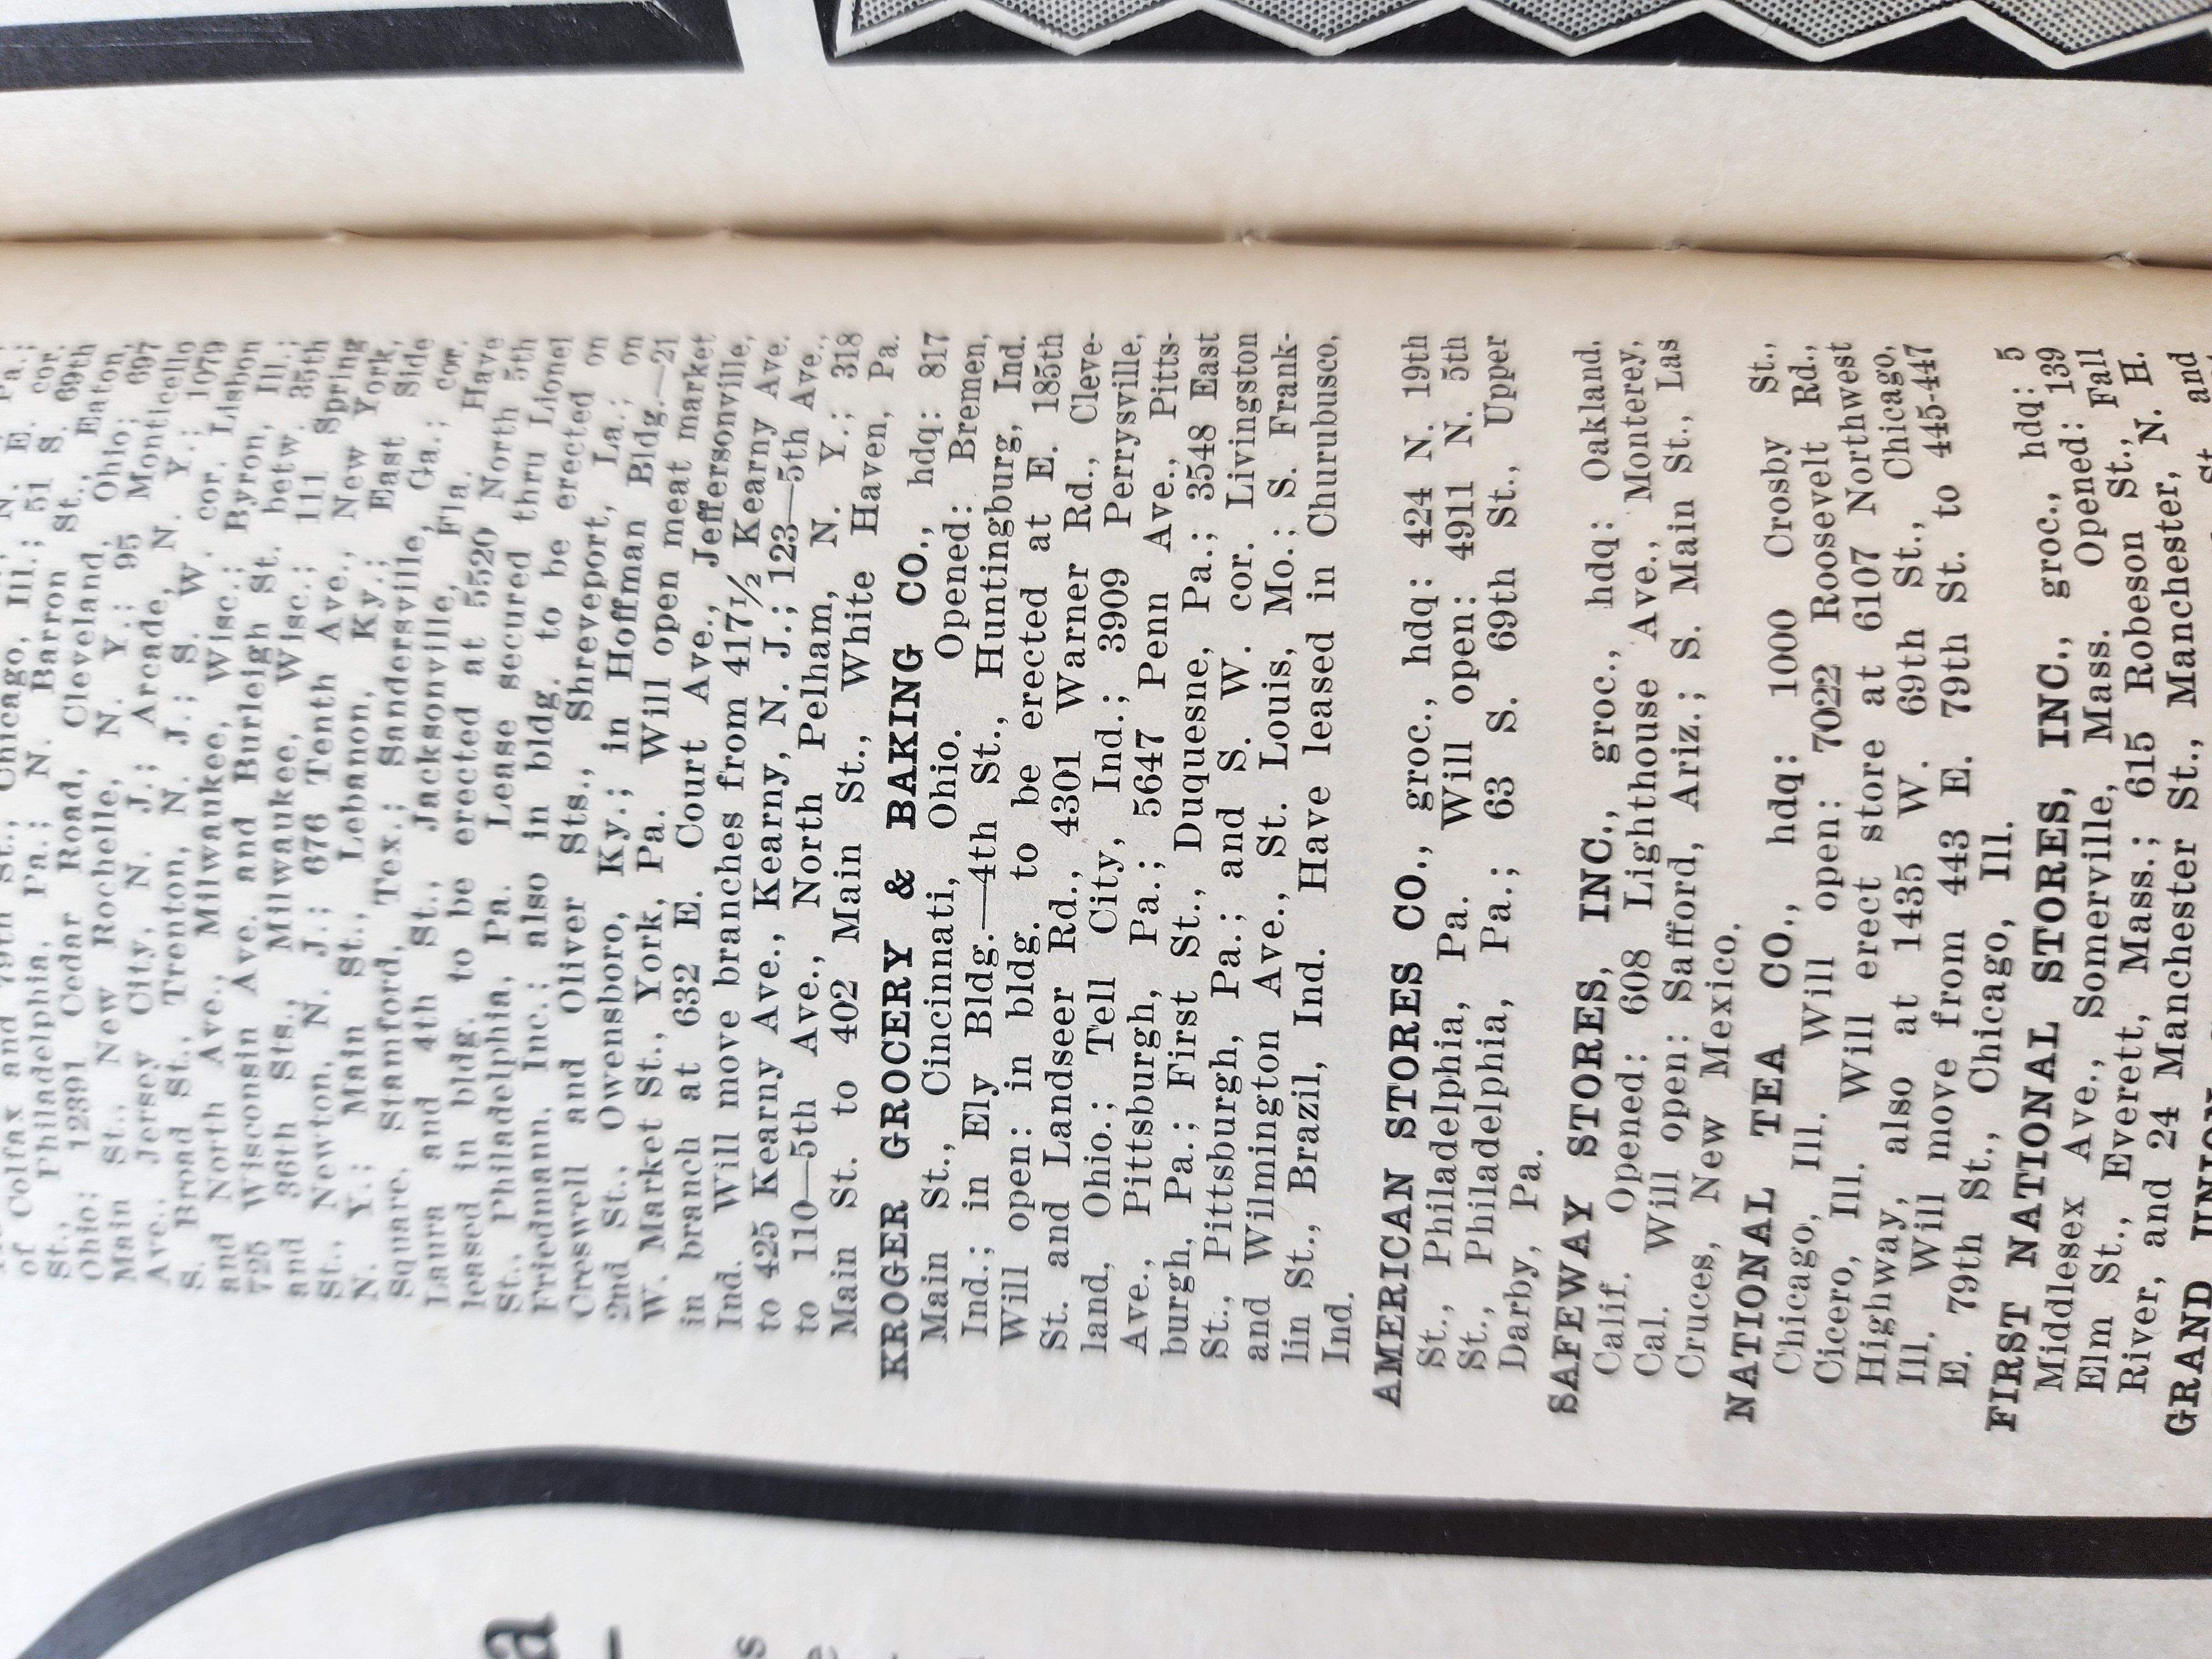 of Colfax and 79th St., Chicago, Ill.; 51 S. 69th
St., Philadelphia, Pa.; N. Barron St., Eaton,
Ohio; 12391 Cedar Road, Cleveland, Ohio; 697
Main St., New Rochelle, N. Y.; 95 Monticello
Ave., Jersey City, N. J.; Arcade, N. Y.; 1079
S. Broad St., Trenton, N. J.; S. W. cor. Lisbon
and North Ave., Milwaukee, Wisc.; Byron, Ill.;
725 Wisconsin Ave. and Burleigh St. betw. 35th
and 36th Sts., Milwaukee, Wisc.; 111 Spring
St., Newton, N. J.; 676 Tenth Ave., New York,
N. Y.; Main St., Lebanon, Ky.; East Side
Square, Stamford, Tex.; Sandersville, Ga.; cor.
Laura and 4th St., Jacksonville, Fla. Have
leased in bldg. to be erected at 5520 North 5th
St., Philadelphia, Pa. Lease secured thru Lionel
Friedmann, Inc.; also in bldg. to be erected on
Creswell and Oliver Sts., Shreveport, La.; on
2nd St., Owensboro, Ky.; in Hoffman Bldg.—21
W. Market St., York, Pa. Will open meat market
in branch at 632 E. Court Ave., Jeffersonville,
Ind. Will move branches from 417½ Kearny Ave.
to 425 Kearny Ave., Kearny, N. J.; 123—5th Ave.
to 110—5th Ave., North Pelham, N. Y.; 318
Main St. to 402 Main St., White Haven, Pa.
KROGER GROCERY & BAKING CO., hdq: 817
Main St., Cincinnati, Ohio. Opened: Bremen,
Ind.; in Ely Bldg.—4th St., Huntingburg, Ind.
Will open: in bldg. to be erected at E. 185th
St. and Landseer Rd., 4301 Warner Rd., Cleve-
land, Ohio.; Tell City, Ind.; 3909 Perrysville,
Ave., Pittsburgh, Pa.; 5647 Penn Ave., Pitts-
burgh, Pa.; First St., Duquesne, Pa.; 3548 East
St., Pittsburgh, Pa.; and S. W. cor. Livingston
and Wilmington Ave., St. Louis, Mo.; S. Frank-
lin St., Brazil, Ind. Have leased in Churubusco,
Ind.
AMERICAN STORES CO., groc., hdq: 424 N. 19th
St., Philadelphia, Pa. Will open: 4911 N. 5th
St., Philadelphia, Pa.; 63 S. 69th St., Upper
Darby, Pa.
SAFEWAY STORES, INC., groc., hdq: Oakland,
Calif. Opened: 608 Lighthouse Ave., Monterey,
Cal. Will open: Safford, Ariz.; S. Main St., Las
Cruces, New Mexico.
NATIONAL TEA CO., hdq: 1000 Crosby St.,
Chicago, Ill. Will open: 7022 Roosevelt Rd.,
Cicero, Ill. Will erect store at 6107 Northwest
Highway, also at 1435 W. 69th St., Chicago,
Ill. Will move from 443 E. 79th St. to 445-447
E. 79th St., Chicago, Ill.
FIRST NATIONAL STORES, INC., groc., hdq: 5
Middlesex Ave., Somerville, Mass. Opened: 139
Elm St., Everett, Mass.; 615 Robeson St., Fall
River, and 24 Manchester St., Manchester, N. H.
GRAND UNION St. and
a